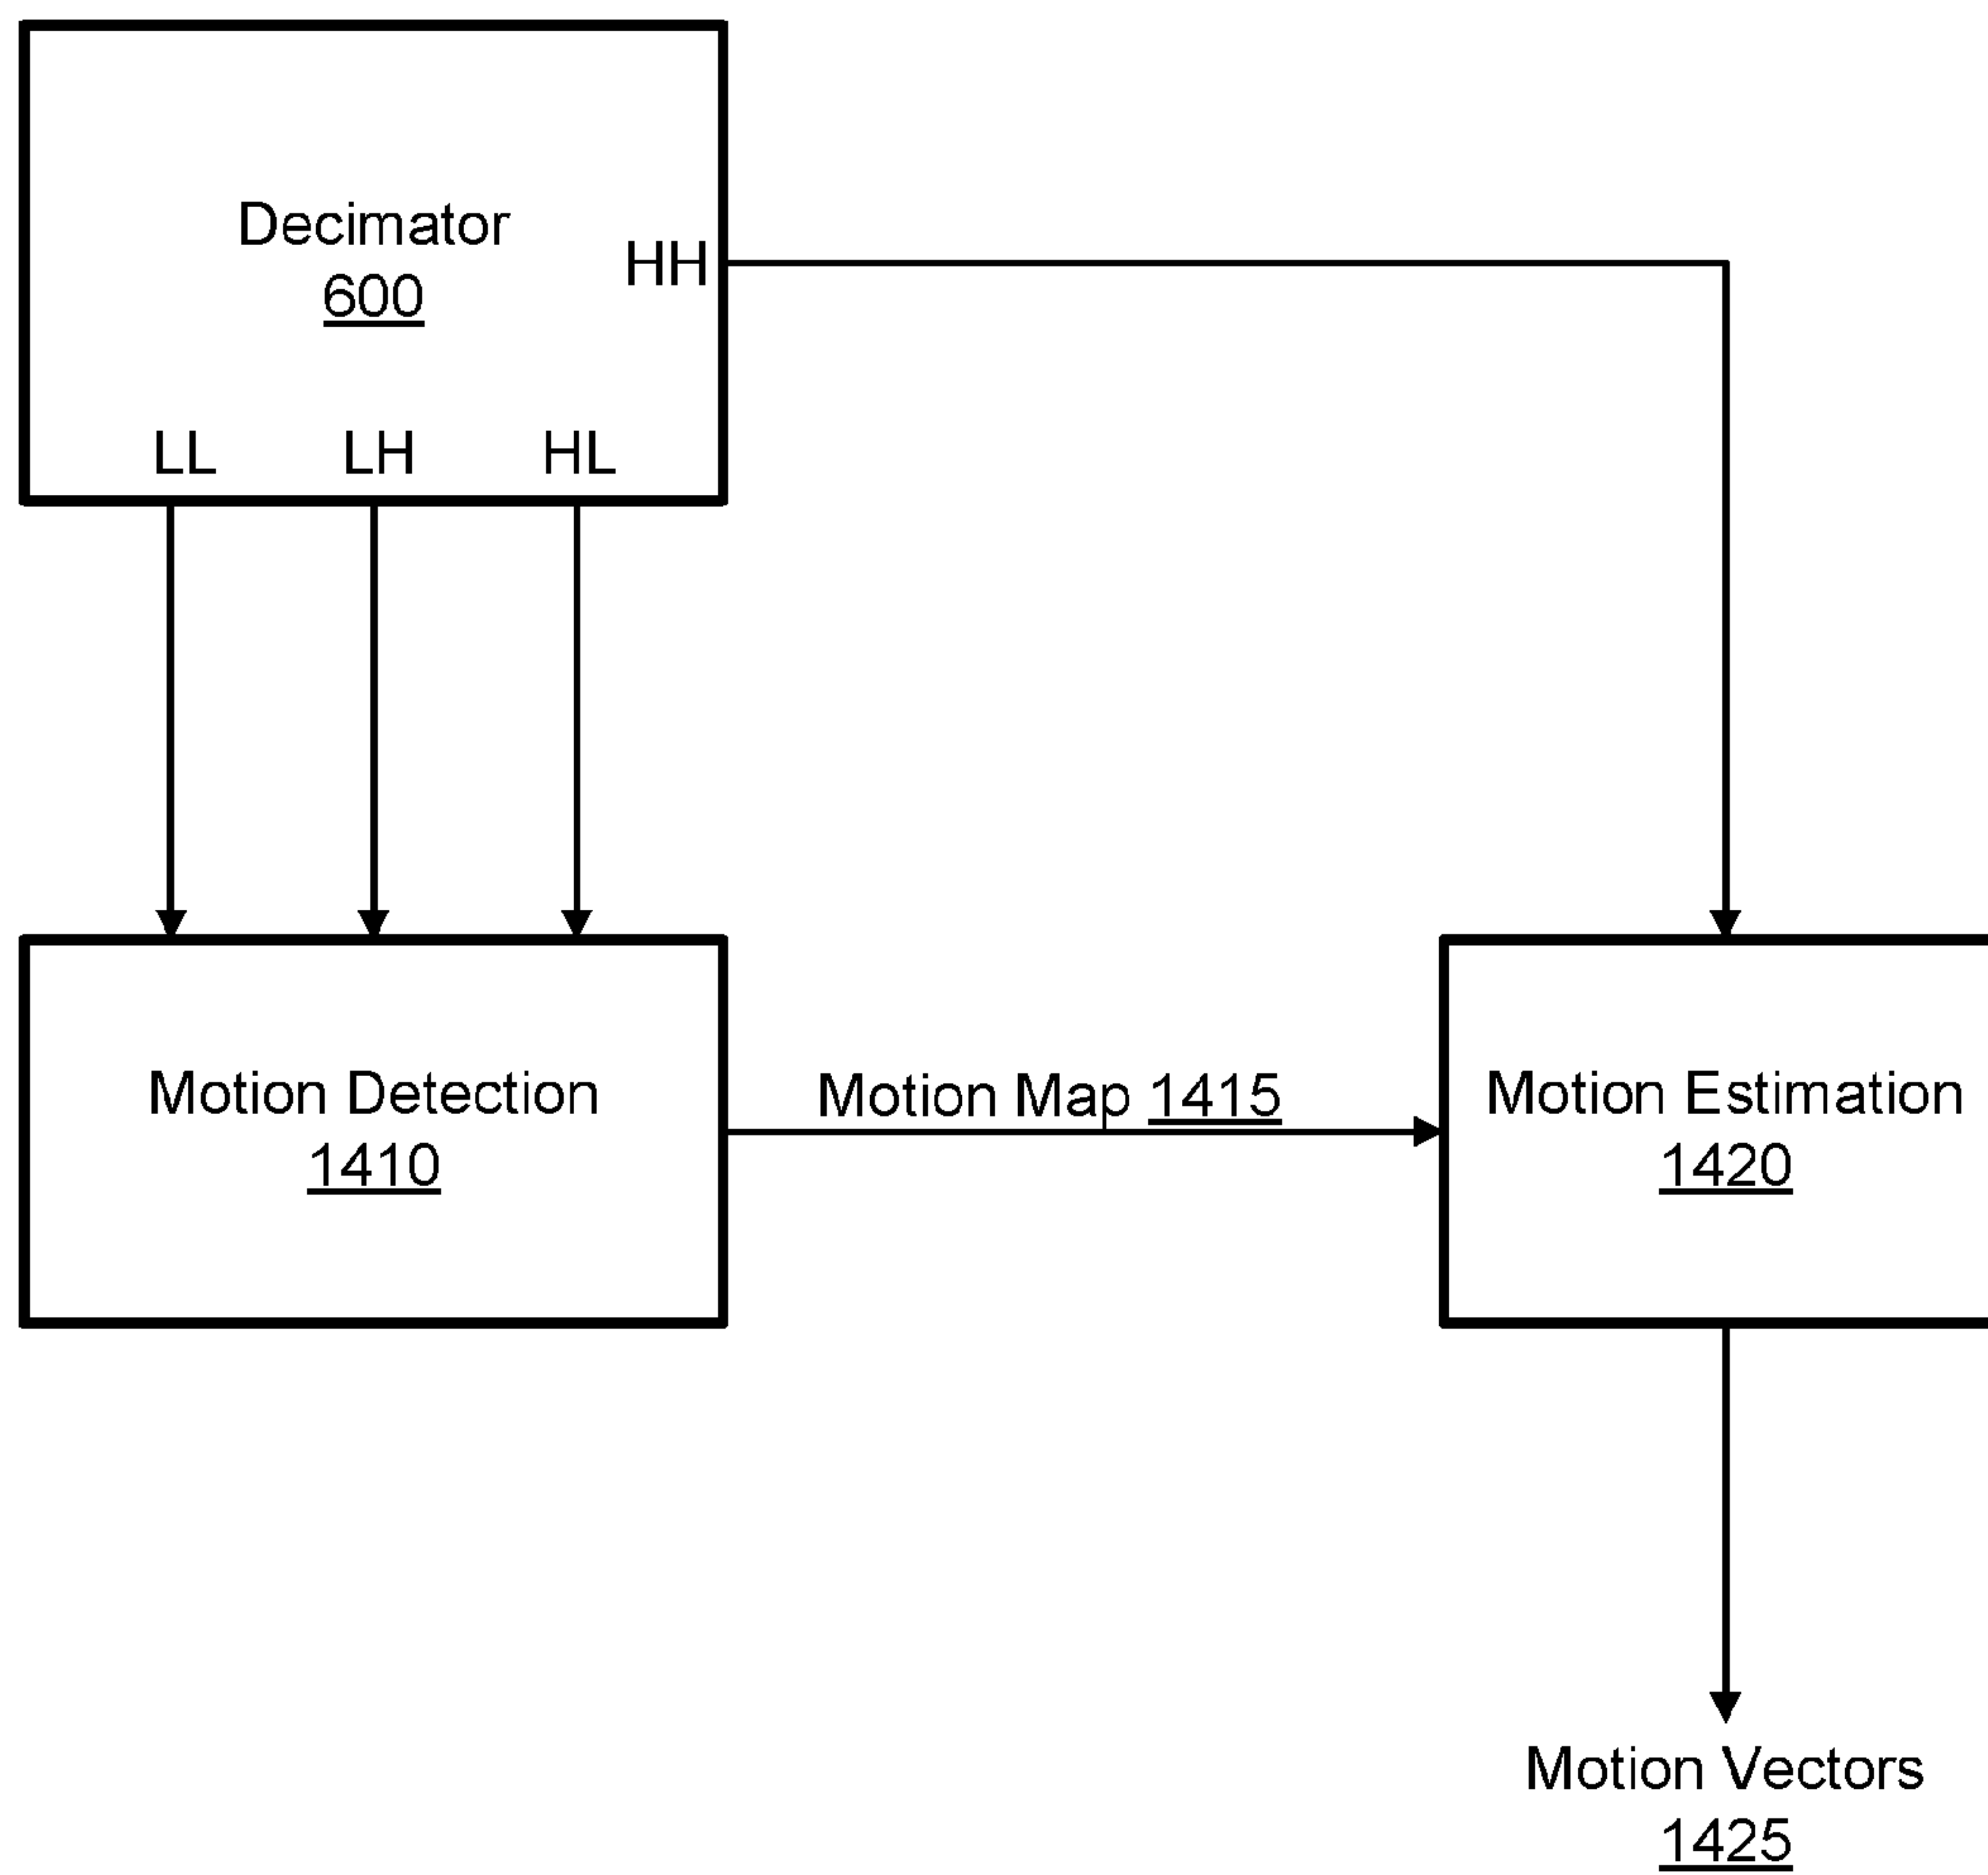 Decimator
600
HH
LL LH HL
Motion Detection
1410
Motion Map 1415
Motion Estimation
1420
Motion Vectors
1425